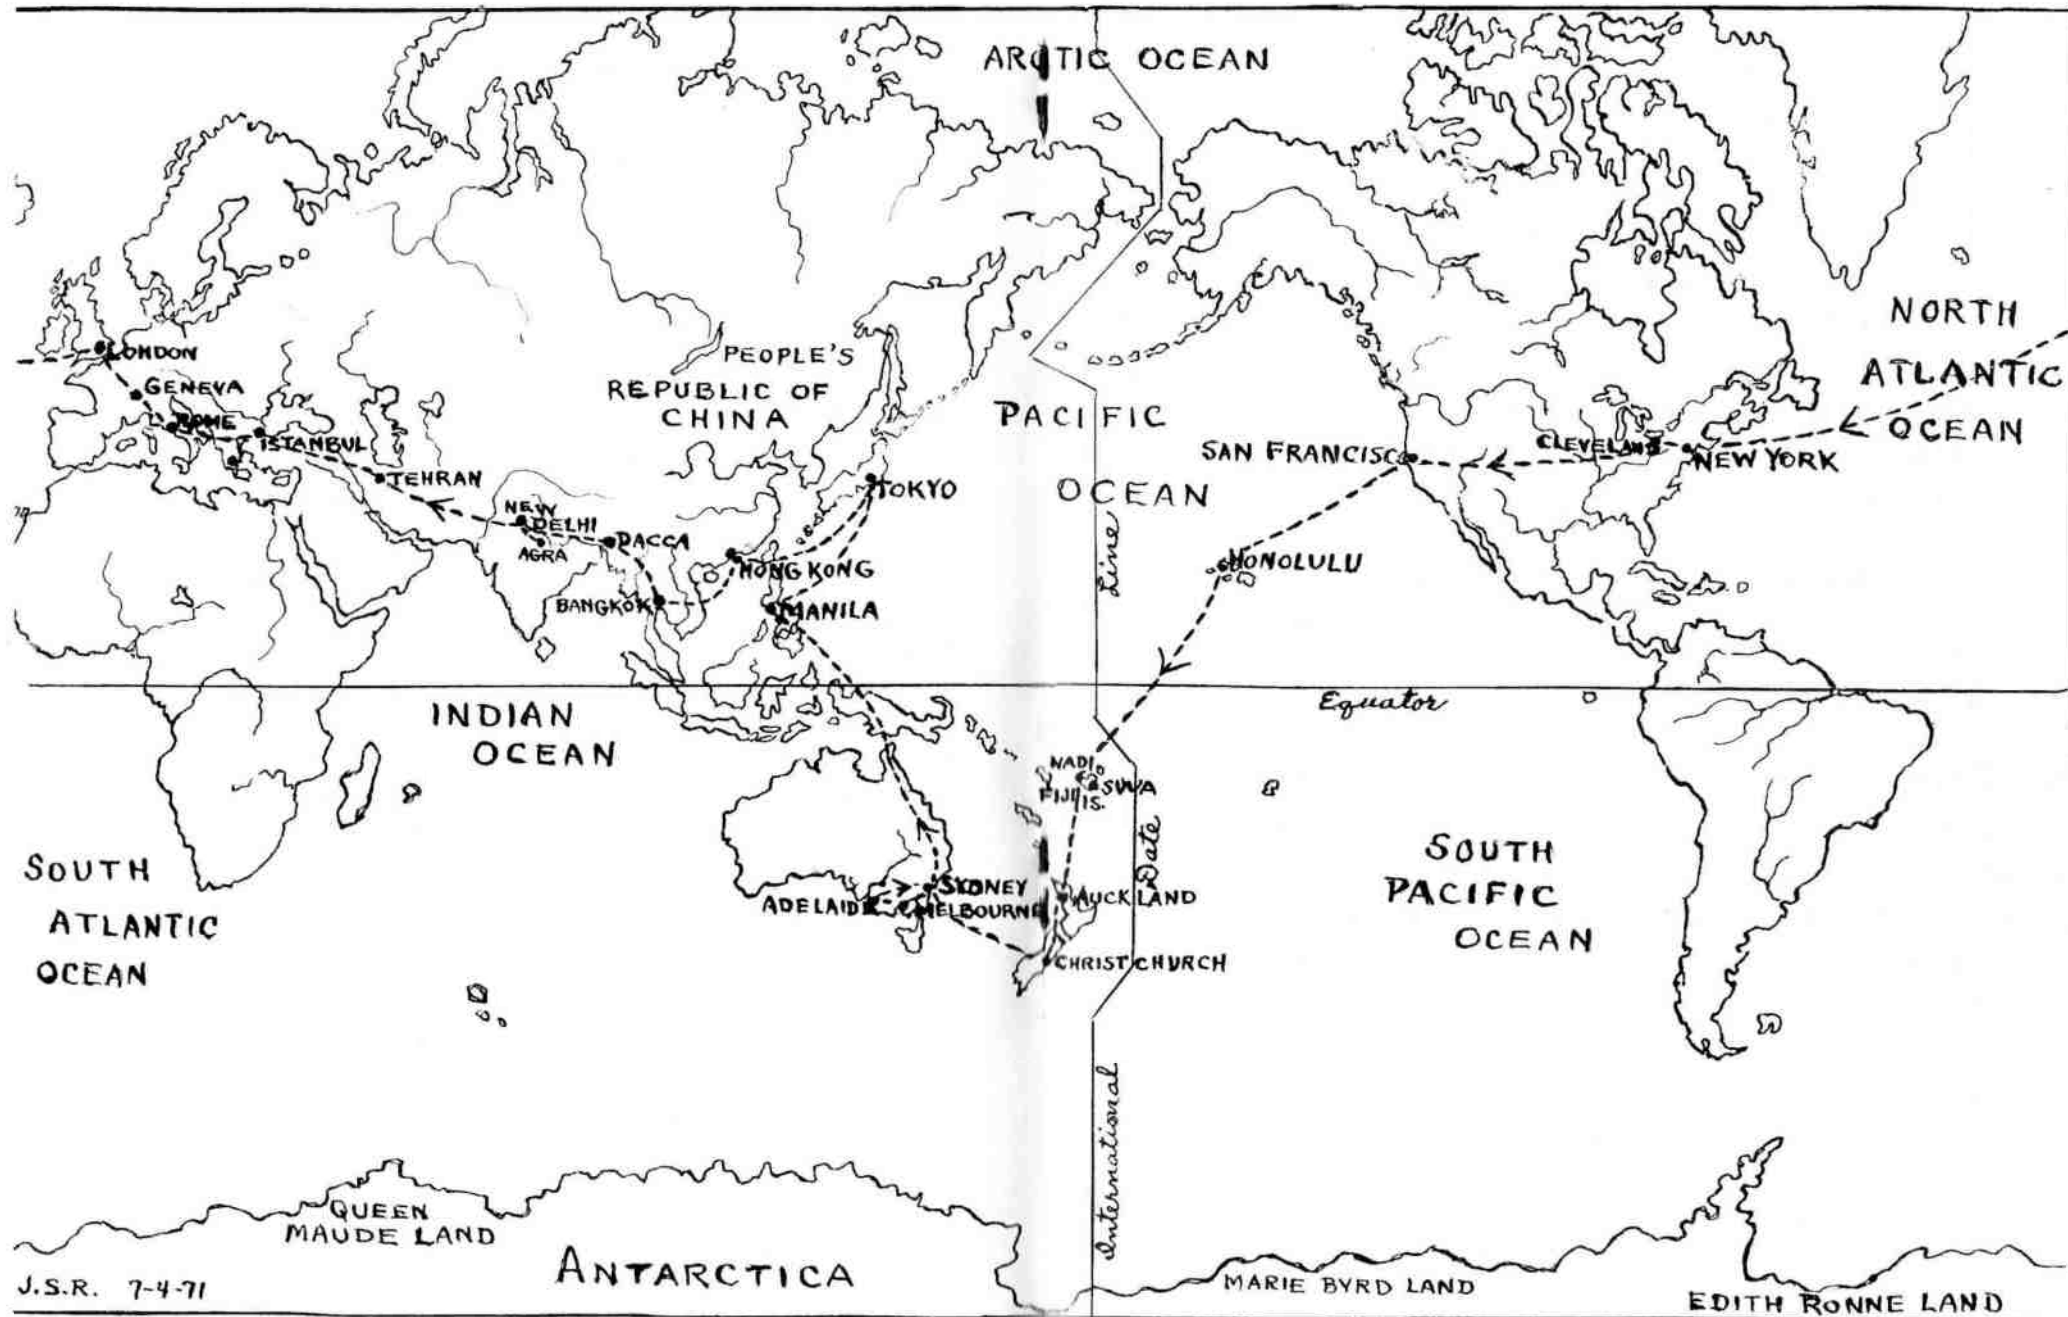 ARCTIC OCEAN
NORTH
ATLANTIC
OCEAN
LONDON
GENEVA
ROME
ISTANBUL
TEHRAN
PEOPLE'S
REPUBLIC OF
CHINA
PACIFIC
OCEAN
SAN FRANCISCO
CLEVELAND
NEW YORK
TOKYO
NEW
DELHI
AGRA
DACCA
HONG KONG
BANGKOK
MANILA
HONOLULU
Line
Equator
INDIAN
OCEAN
NADI
SUVA
FIJI IS.
Date
SOUTH
ATLANTIC
OCEAN
SYDNEY
ADELAIDE
MELBOURNE
AUCKLAND
CHRISTCHURCH
SOUTH
PACIFIC
OCEAN
International
QUEEN
MAUDE LAND
ANTARCTICA
MARIE BYRD LAND
EDITH RONNE LAND
J.S.R. 7-4-71